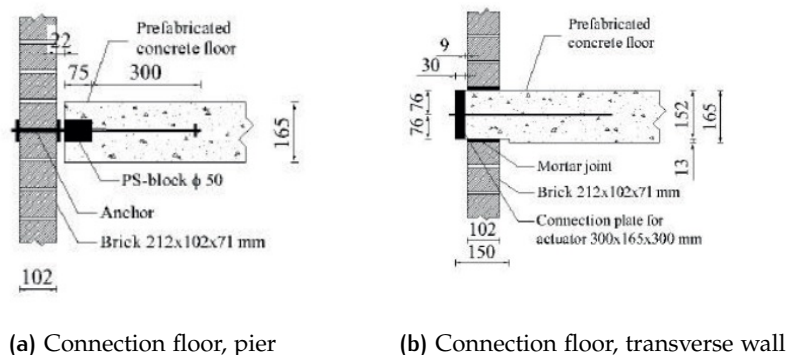 Prefabricated
concrete floor
22
75
300
165
PS-block ϕ 50
Anchor
Brick 212x102x71 mm
102
Prefabricated
concrete floor
9
30
76
76
152
165
13
Mortar joint
Brick 212x102x71 mm
Connection plate for
actuator 300x165x300 mm
102
150
(a) Connection floor, pier
(b) Connection floor, transverse wall